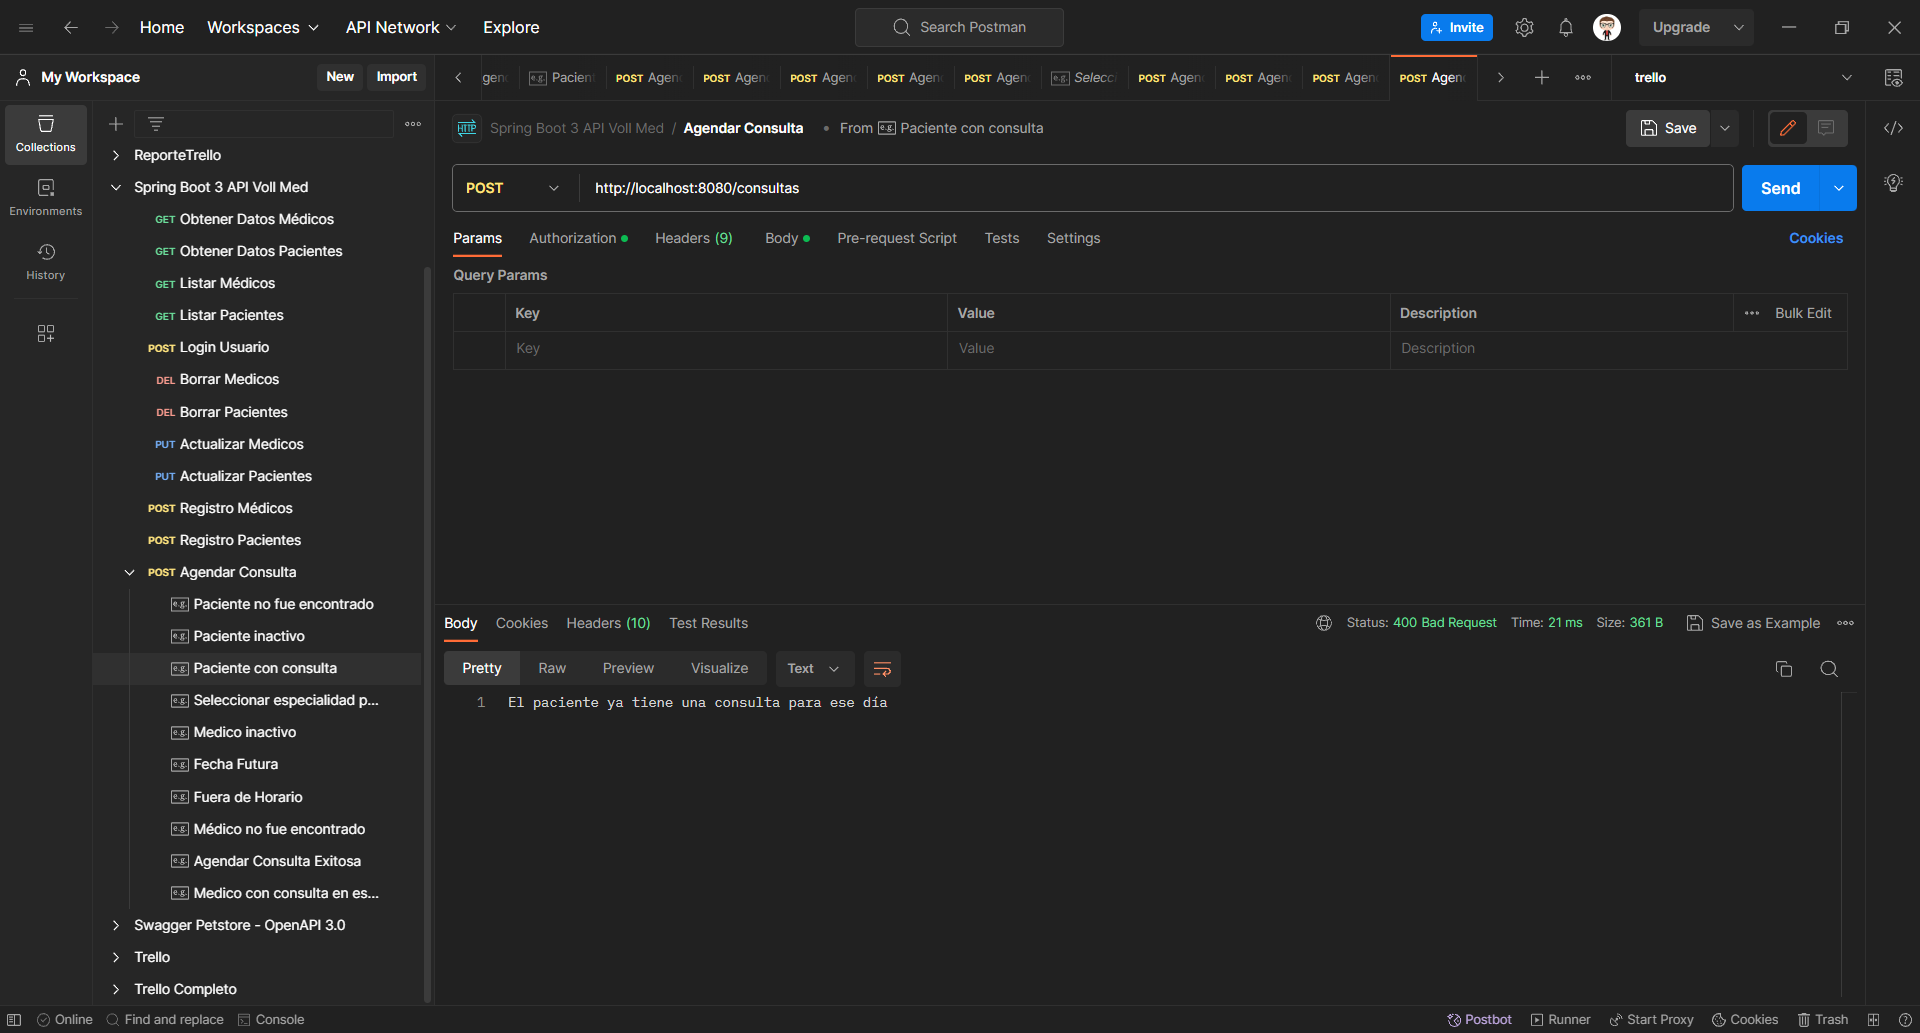 Home
Workspaces
API Network
Explore
Search Postman
Invite
Upgrade
My Workspace
New
Import
Pacien
POST Agen
POST Agen
POST Agen
POST Agen
POST Agen
e.g. Selecc
POST Agen
POST Agen
POST Agen
POST Agen
trello
Collections
Environments
History
ReporteTrello
Spring Boot 3 API Voll Med
GET Obtener Datos Médicos
GET Obtener Datos Pacientes
GET Listar Médicos
GET Listar Pacientes
POST Login Usuario
DEL Borrar Medicos
DEL Borrar Pacientes
PUT Actualizar Medicos
PUT Actualizar Pacientes
POST Registro Médicos
POST Registro Pacientes
POST Agendar Consulta
e.g. Paciente no fue encontrado
e.g. Paciente inactivo
e.g. Paciente con consulta
e.g. Seleccionar especialidad p...
e.g. Medico inactivo
e.g. Fecha Futura
e.g. Fuera de Horario
e.g. Médico no fue encontrado
e.g. Agendar Consulta Exitosa
e.g. Medico con consulta en es...
Swagger Petstore - OpenAPI 3.0
Trello
Trello Completo
HTTP Spring Boot 3 API Voll Med / Agendar Consulta • From e.g. Paciente con consulta
Save
POST
http://localhost:8080/consultas
Send
Params
Authorization
Headers (9)
Body
Pre-request Script
Tests
Settings
Cookies
Query Params
Key
Value
Description
Bulk Edit
Key
Value
Description
Body
Cookies
Headers (10)
Test Results
Status: 400 Bad Request
Time: 21 ms
Size: 361 B
Save as Example
Pretty
Raw
Preview
Visualize
Text
1 El paciente ya tiene una consulta para ese día
Online
Find and replace
Console
Postbot
Runner
Start Proxy
Cookies
Trash